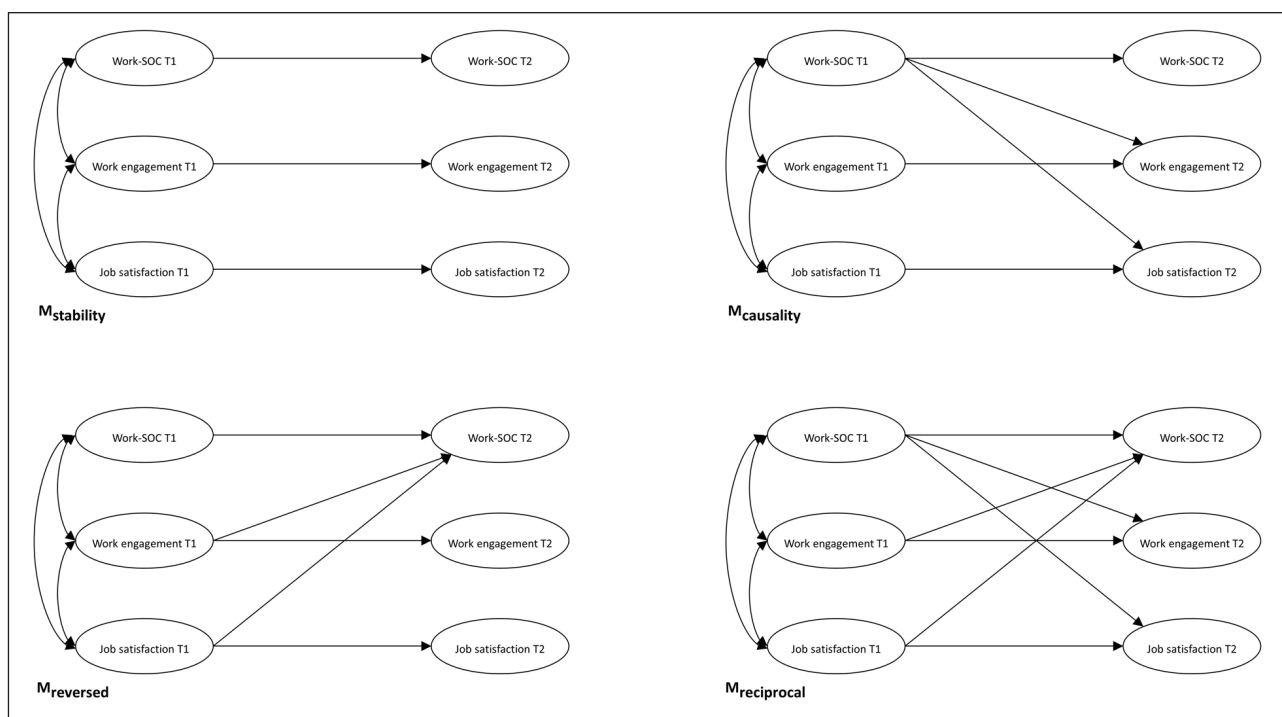 Work-SOC T1
Work-SOC T2
Work engagement T1
Work engagement T2
Job satisfaction T1
Job satisfaction T2
Mstability
Work-SOC T1
Work-SOC T2
Work engagement T1
Work engagement T2
Job satisfaction T1
Job satisfaction T2
Mcausality
Work-SOC T1
Work-SOC T2
Work engagement T1
Work engagement T2
Job satisfaction T1
Job satisfaction T2
Mreversed
Work-SOC T1
Work-SOC T2
Work engagement T1
Work engagement T2
Job satisfaction T1
Job satisfaction T2
Mreciprocal